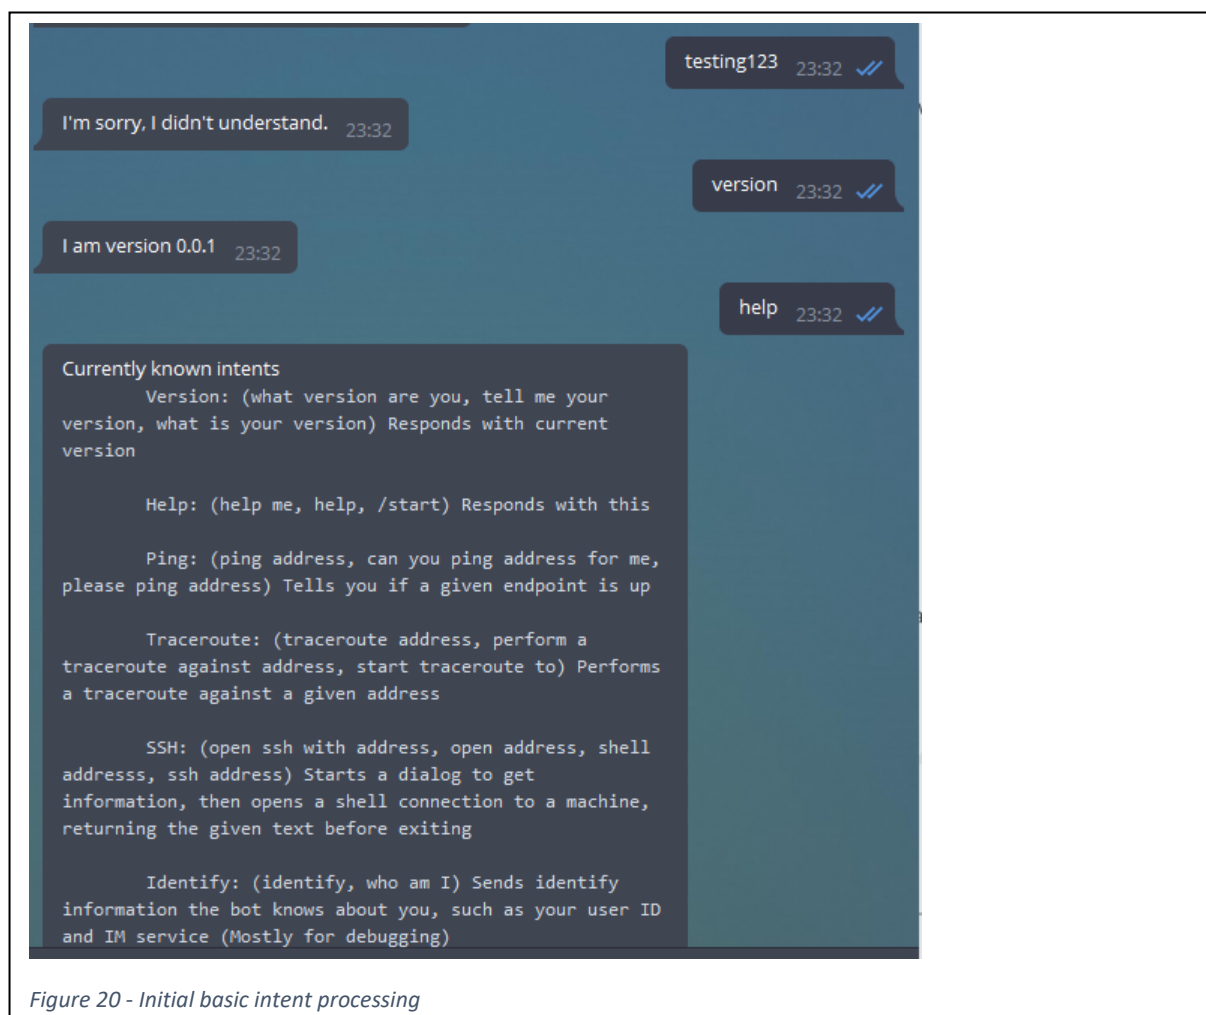 testing123 23:32
I'm sorry, I didn't understand. 23:32
version 23:32
I am version 0.0.1 23:32
help 23:32
Currently known intents
Version: (what version are you, tell me your
version, what is your version) Responds with current
version
Help: (help me, help, /start) Responds with this
Ping: (ping address, can you ping address for me,
please ping address) Tells you if a given endpoint is up
Traceroute: (traceroute address, perform a
traceroute against address, start traceroute to) Performs
a traceroute against a given address
SSH: (open ssh with address, open address, shell
addresss, ssh address) Starts a dialog to get
information, then opens a shell connection to a machine,
returning the given text before exiting
Identify: (identify, who am I) Sends identify
information the bot knows about you, such as your user ID
and IM service (Mostly for debugging)
Figure 20 - Initial basic intent processing